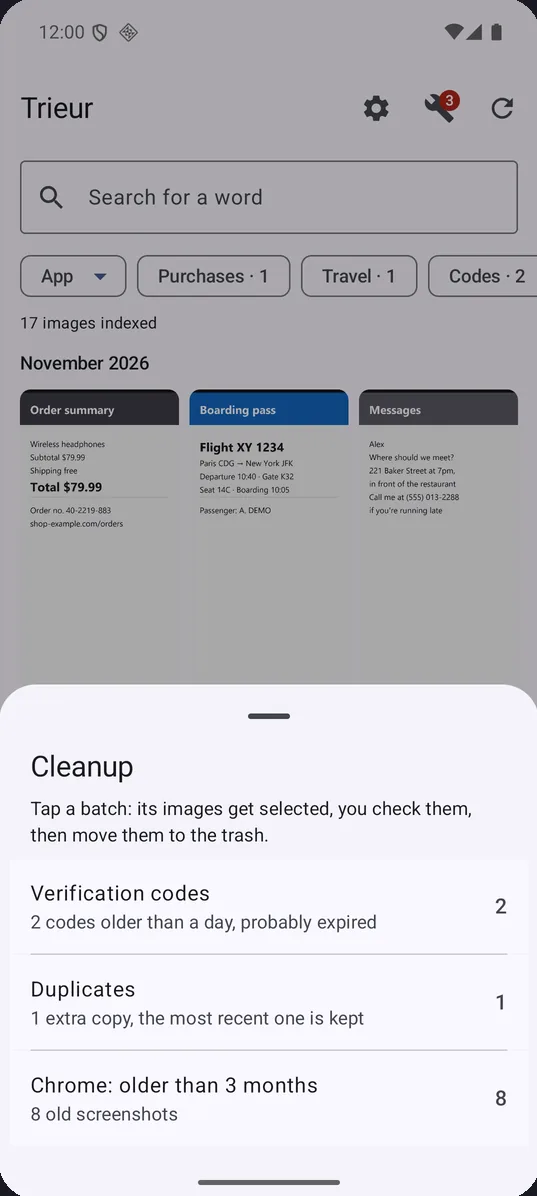 12:00
Trieur
3
Search for a word
App
Purchases · 1
Travel · 1
Codes · 2
17 images indexed
November 2026
Order summary
Wireless headphones
Subtotal $79.99
Shipping free
Total $79.99
Order no. 40-2219-883
shop-example.com/orders
Boarding pass
Flight XY 1234
Paris CDG → New York JFK
Departure 10:40 · Gate K32
Seat 14C · Boarding 10:05
Passenger: A. DEMO
Messages
Alex
Where should we meet?
221 Baker Street at 7pm,
in front of the restaurant
Call me at (555) 013-2288
if you're running late
Cleanup
Tap a batch: its images get selected, you check them,
then move them to the trash.
Verification codes
2 codes older than a day, probably expired
2
Duplicates
1 extra copy, the most recent one is kept
1
Chrome: older than 3 months
8 old screenshots
8